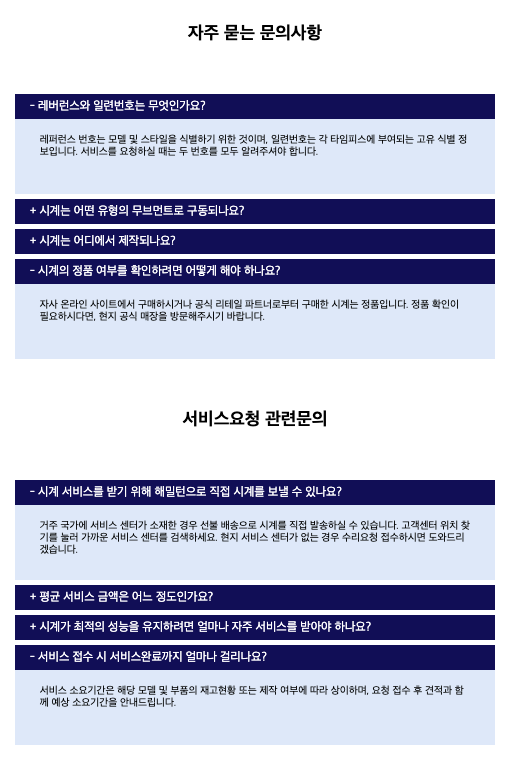 자주 묻는 문의사항
- 레버런스와 일련번호는 무엇인가요?
레퍼런스 번호는 모델 및 스타일을 식별하기 위한 것이며, 일련번호는 각 타임피스에 부여되는 고유 식별 정
보입니다. 서비스를 요청하실 때는 두 번호를 모두 알려주셔야 합니다.
+ 시계는 어떤 유형의 무브먼트로 구동되나요?
+ 시계는 어디에서 제작되나요?
- 시계의 정품 여부를 확인하려면 어떻게 해야 하나요?
자사 온라인 사이트에서 구매하시거나 공식 리테일 파트너로부터 구매한 시계는 정품입니다. 정품 확인이
필요하시다면, 현지 공식 매장을 방문해주시기 바랍니다.
서비스요청 관련문의
- 시계 서비스를 받기 위해 해밀턴으로 직접 시계를 보낼 수 있나요?
거주 국가에 서비스 센터가 소재한 경우 선불 배송으로 시계를 직접 발송하실 수 있습니다. 고객센터 위치 찾
기를 눌러 가까운 서비스 센터를 검색하세요. 현지 서비스 센터가 없는 경우 수리요청 접수하시면 도와드리
겠습니다.
+ 평균 서비스 금액은 어느 정도인가요?
+ 시계가 최적의 성능을 유지하려면 얼마나 자주 서비스를 받아야 하나요?
- 서비스 접수 시 서비스완료까지 얼마나 걸리나요?
서비스 소요기간은 해당 모델 및 부품의 재고현황 또는 제작 여부에 따라 상이하며, 요청 접수 후 견적과 함
께 예상 소요기간을 안내드립니다.